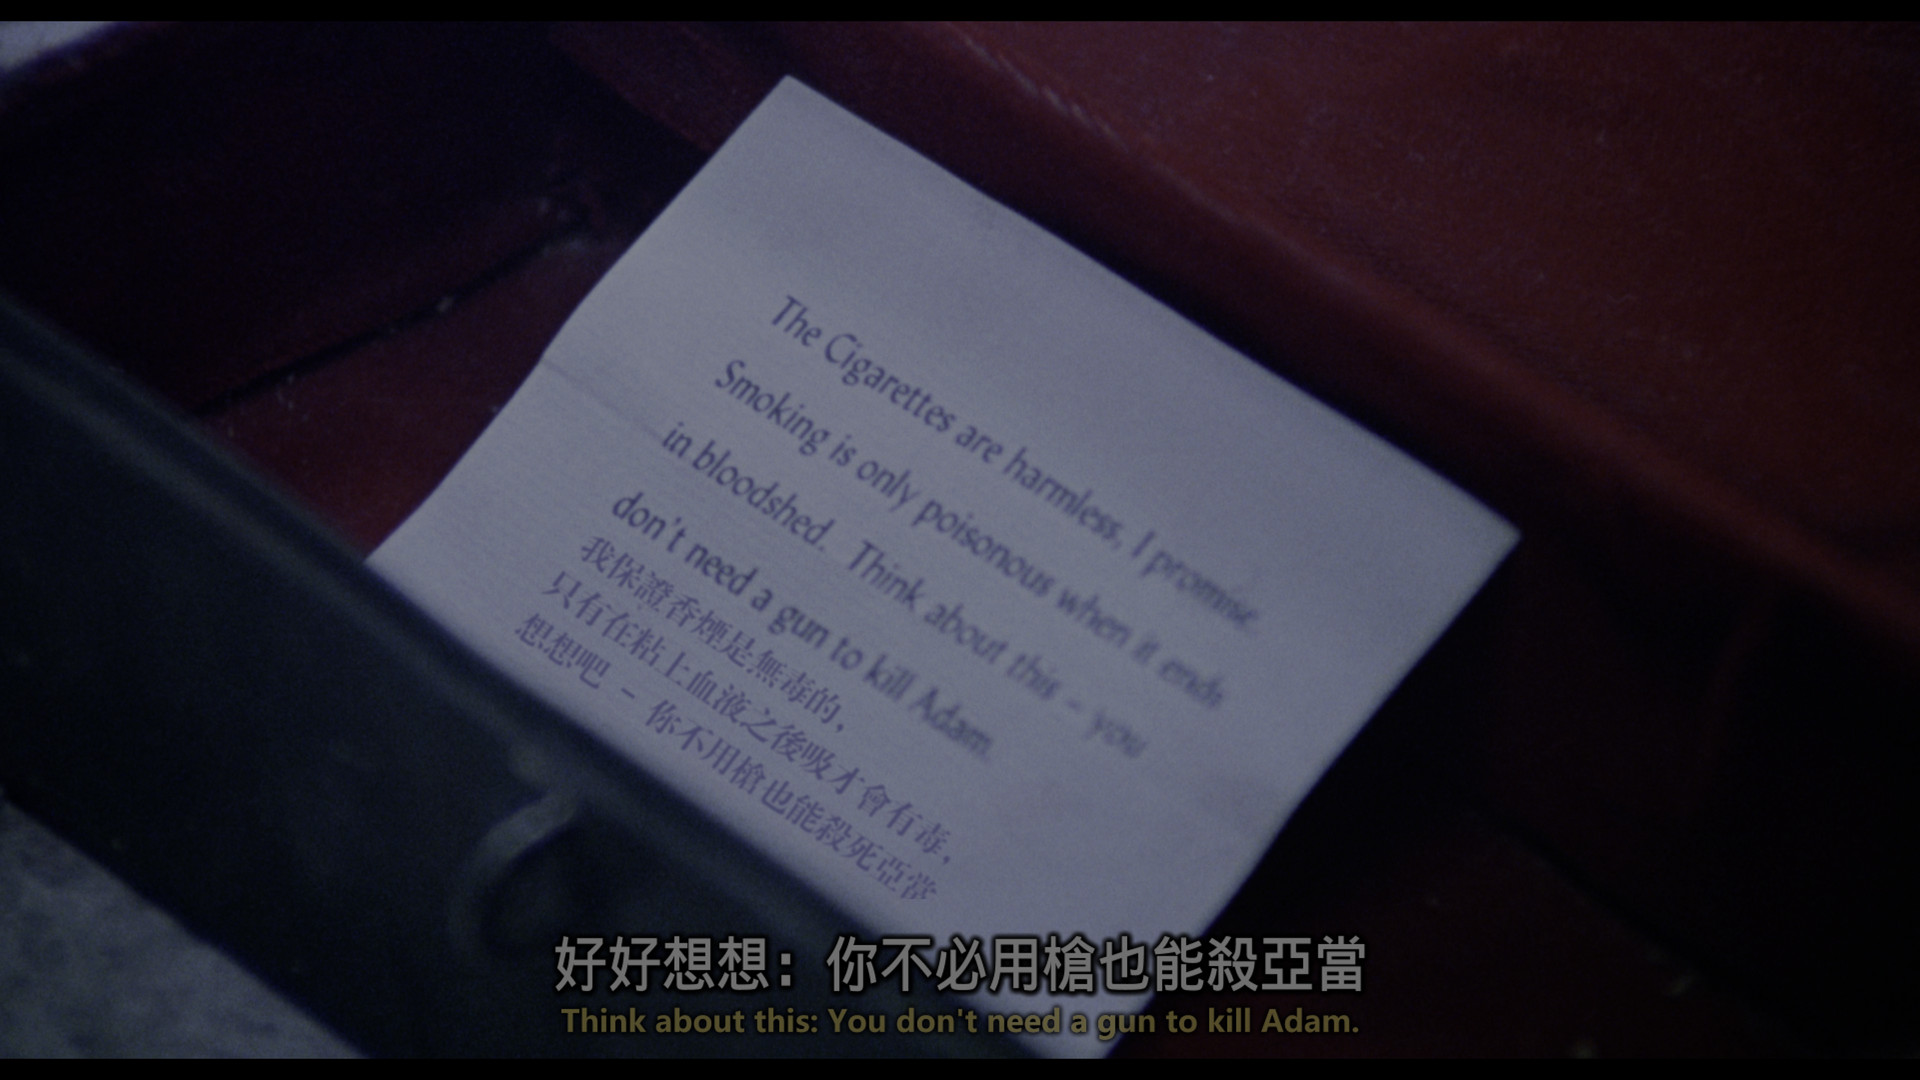 The Cigarettes are harmless, I promise.
Smoking is only poisonous when it ends
in bloodshed. Think about this - you
don't need a gun to kill Adam.
我保證香煙是無毒的,
只有在粘上血液之後吸才會有毒,
想想吧 - 你不用槍也能殺死亞當
好好想想：你不必用槍也能殺亞當
Think about this: You don't need a gun to kill Adam.